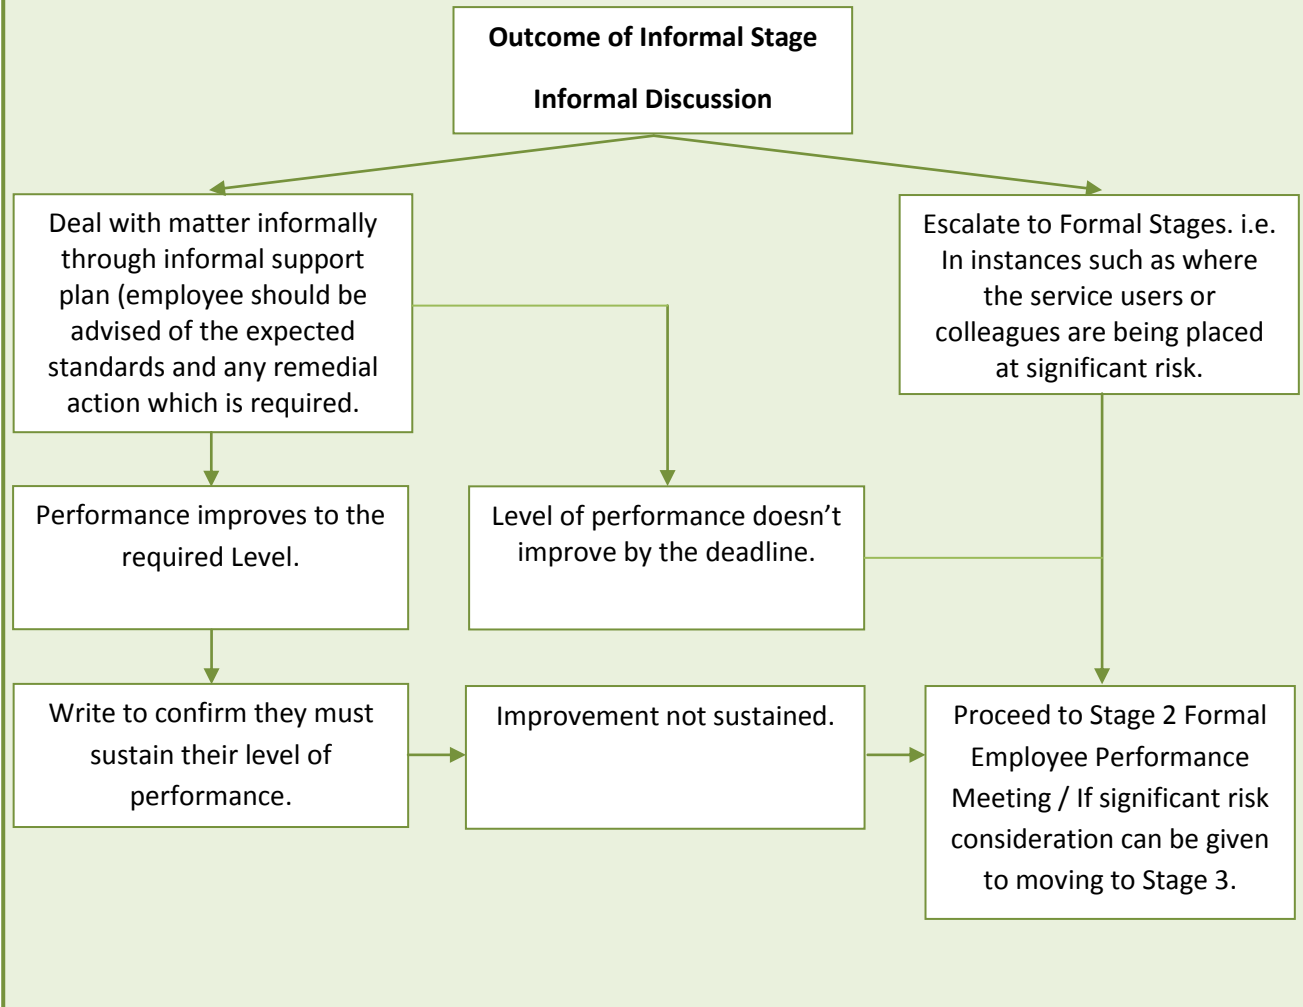 Outcome of Informal Stage
Informal Discussion
Deal with matter informally
through informal support
plan (employee should be
advised of the expected
standards and any remedial
action which is required.
Escalate to Formal Stages. i.e.
In instances such as where
the service users or
colleagues are being placed
at significant risk.
Performance improves to the
required Level.
Level of performance doesn’t
improve by the deadline.
Write to confirm they must
sustain their level of
performance.
Improvement not sustained.
Proceed to Stage 2 Formal
Employee Performance
Meeting / If significant risk
consideration can be given
to moving to Stage 3.